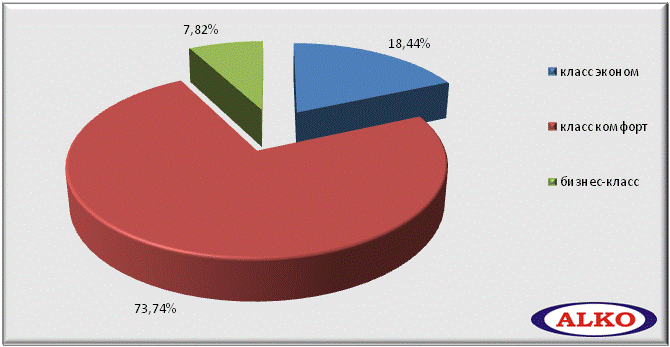 7,82%
18,44%
класс эконом
класс комфорт
бизнес-класс
73,74%
ALKO